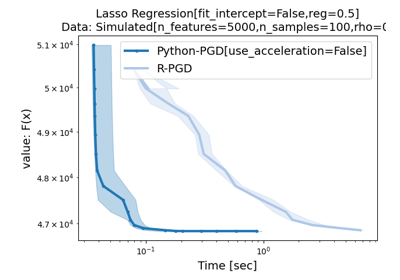 Lasso Regression[fit_intercept=False,reg=0.5]
Data: Simulated[n_features=5000,n_samples=100,rho=0
Python-PGD[use_acceleration=False]
R-PGD
value: F(x)
5.1 × 10⁴
5 × 10⁴
4.9 × 10⁴
4.8 × 10⁴
4.7 × 10⁴
10⁻¹ 10⁰
Time [sec]